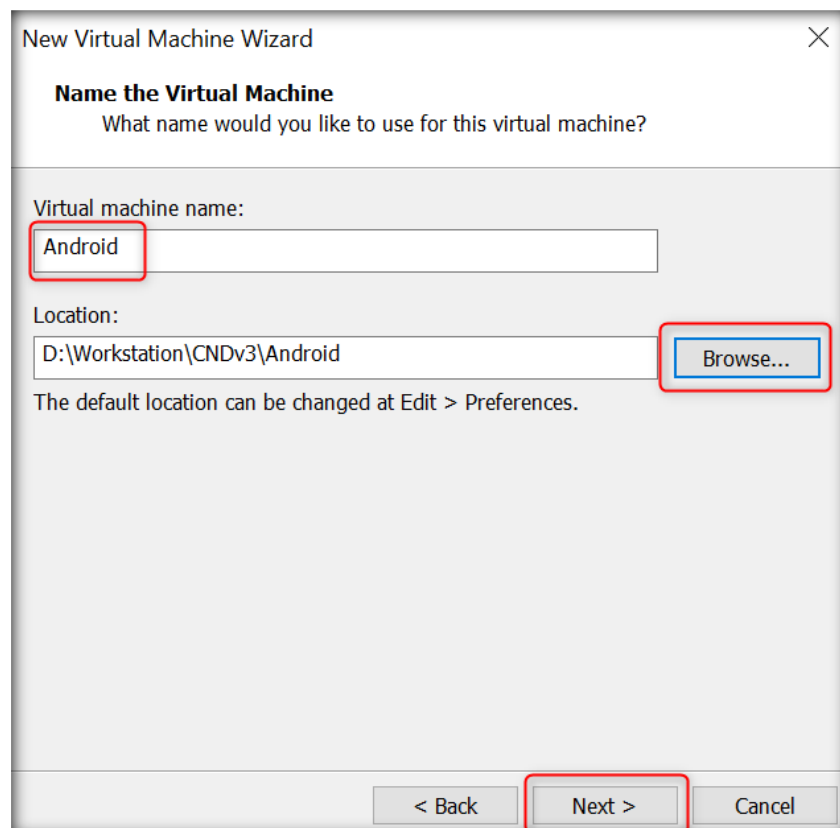 New Virtual Machine Wizard
Name the Virtual Machine
What name would you like to use for this virtual machine?
Virtual machine name:
Android
Location:
D:\Workstation\CNDv3\Android
Browse...
The default location can be changed at Edit > Preferences.
< Back
Next >
Cancel